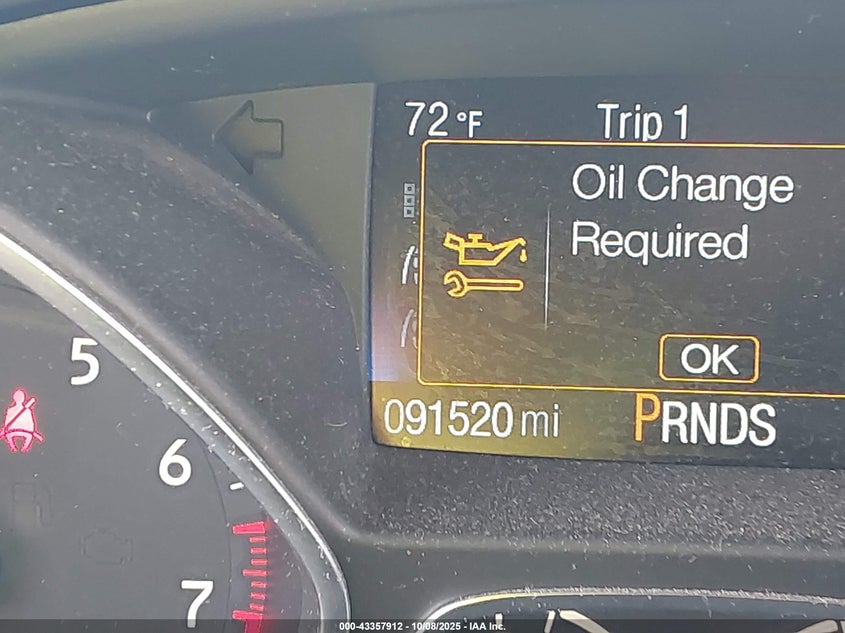 72 °F Trip 1
Oil Change
Required
OK
091520 mi PRNDS
5
6
7
000-43357912 - 10/08/2025 - IAA Inc.